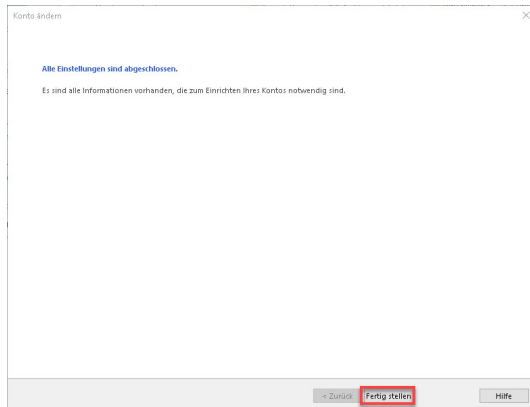 Konto ändern
Alle Einstellungen sind abgeschlossen.
Es sind alle Informationen vorhanden, die zum Einrichten Ihres Kontos notwendig sind.
< Zurück Fertig stellen Hilfe